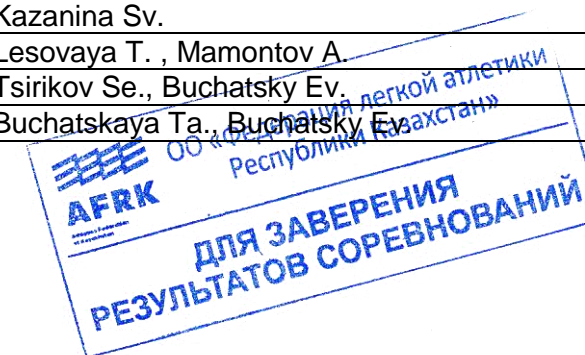 Kazanina Sv.
Lesovaya T. , Mamontov A.
Tsirikov Se., Buchatsky Ev.
Buchatskaya Ta., Buchatsky Ev.
ОО «Федерация легкой атлетики
Республики Казахстан»
AFRK
ДЛЯ ЗАВЕРЕНИЯ
РЕЗУЛЬТАТОВ СОРЕВНОВАНИЙ